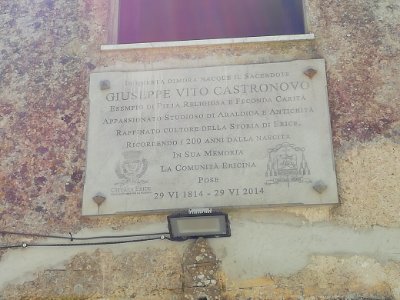 In questa dimora nacque il Sacerdote
Giuseppe Vito Castronovo
Esempio di Pietà Religiosa e Feconda Carità
Appassionato Studioso di Araldica e Antichità
Raffinato cultore della Storia di Erice.
Ricordendo i 200 anni dalla nascita
In Sua Memoria
La Comunità Ericina
Pose
29 VI 1814 - 29 VI 2014